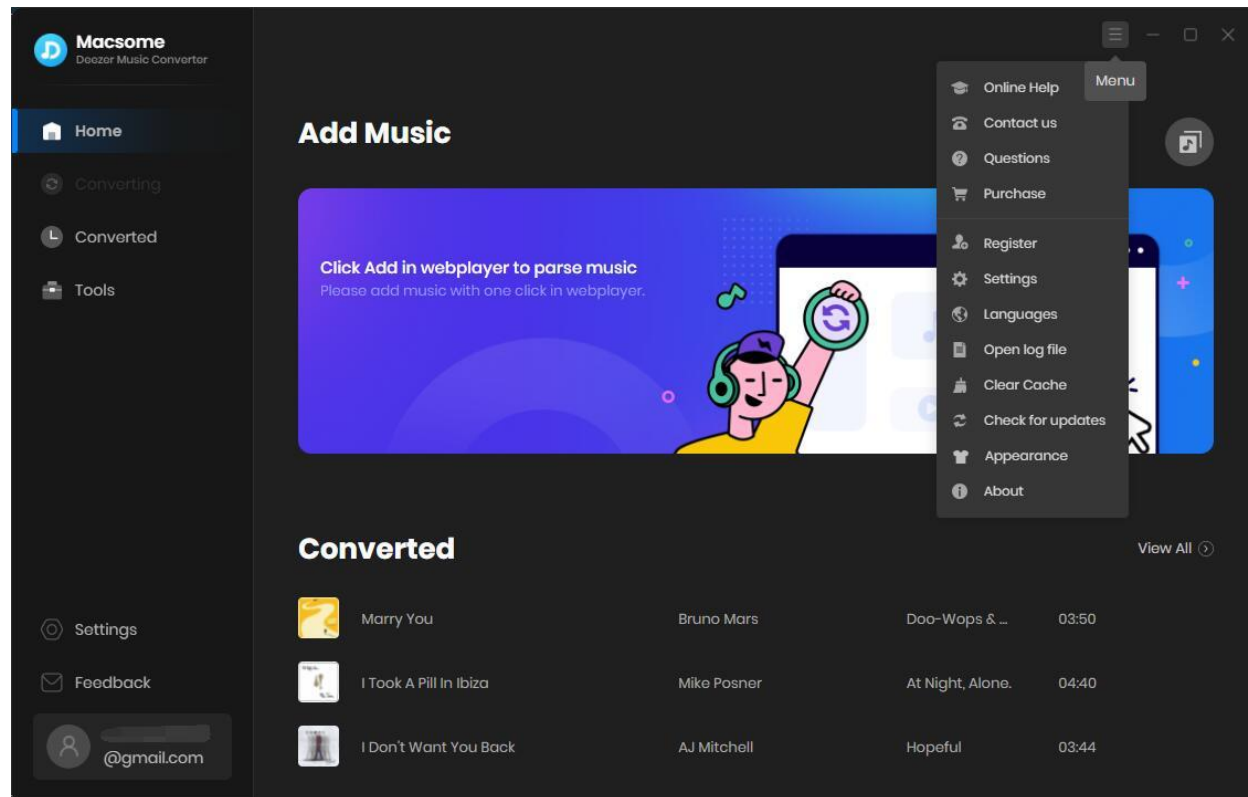 Macsome
Deezer Music Converter
Home
Converting
Converted
Tools
Settings
Feedback
@gmail.com
Menu
Online Help
Contact us
Questions
Purchase
Register
Settings
Languages
Open log file
Clear Cache
Check for updates
Appearance
About
Add Music
Click Add in webplayer to parse music
Please add music with one click in webplayer.
Converted
View All
Marry You Bruno Mars Doo-Wops & ... 03:50
I Took A Pill In Ibiza Mike Posner At Night, Alone. 04:40
I Don't Want You Back AJ Mitchell Hopeful 03:44